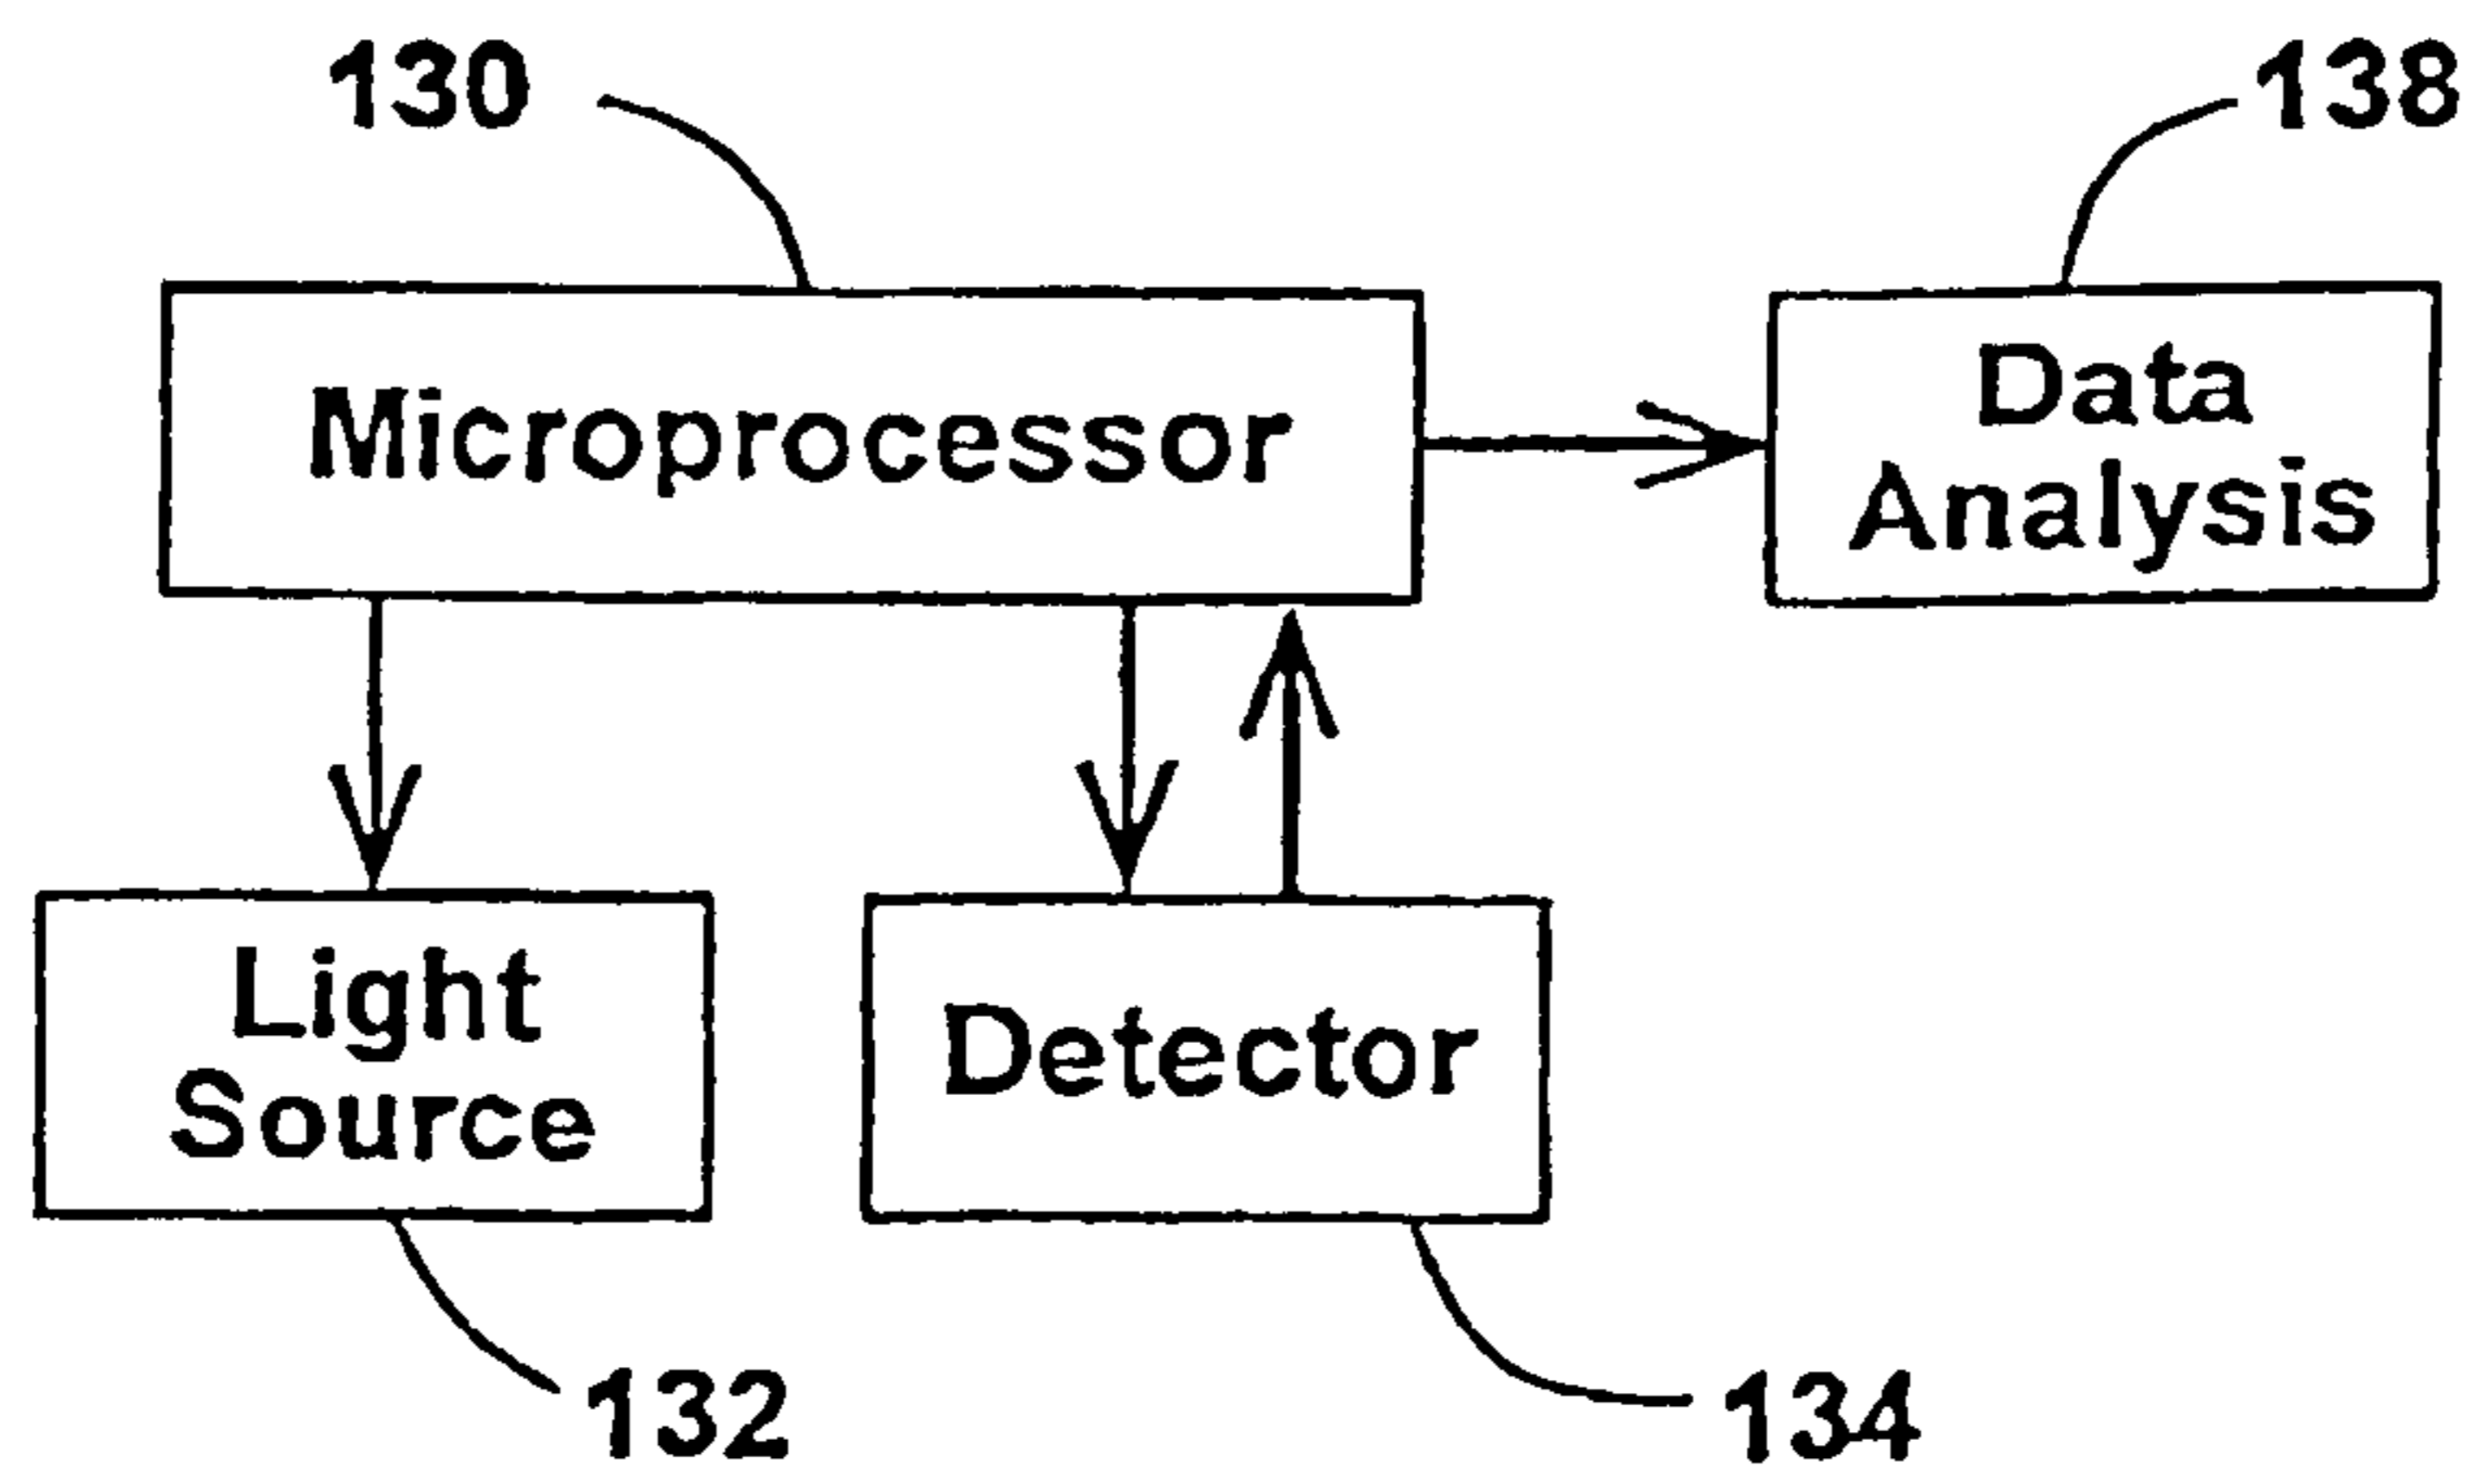 130
138
Microprocessor
Data
Analysis
Light
Source
Detector
132
134